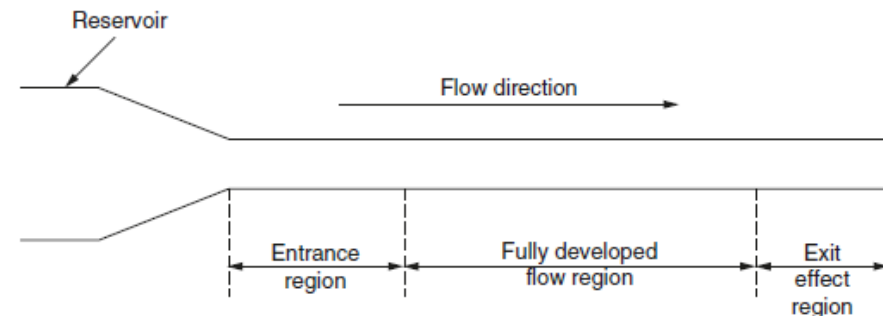 Reservoir
Flow direction
Entrance
region
Fully developed
flow region
Exit
effect
region